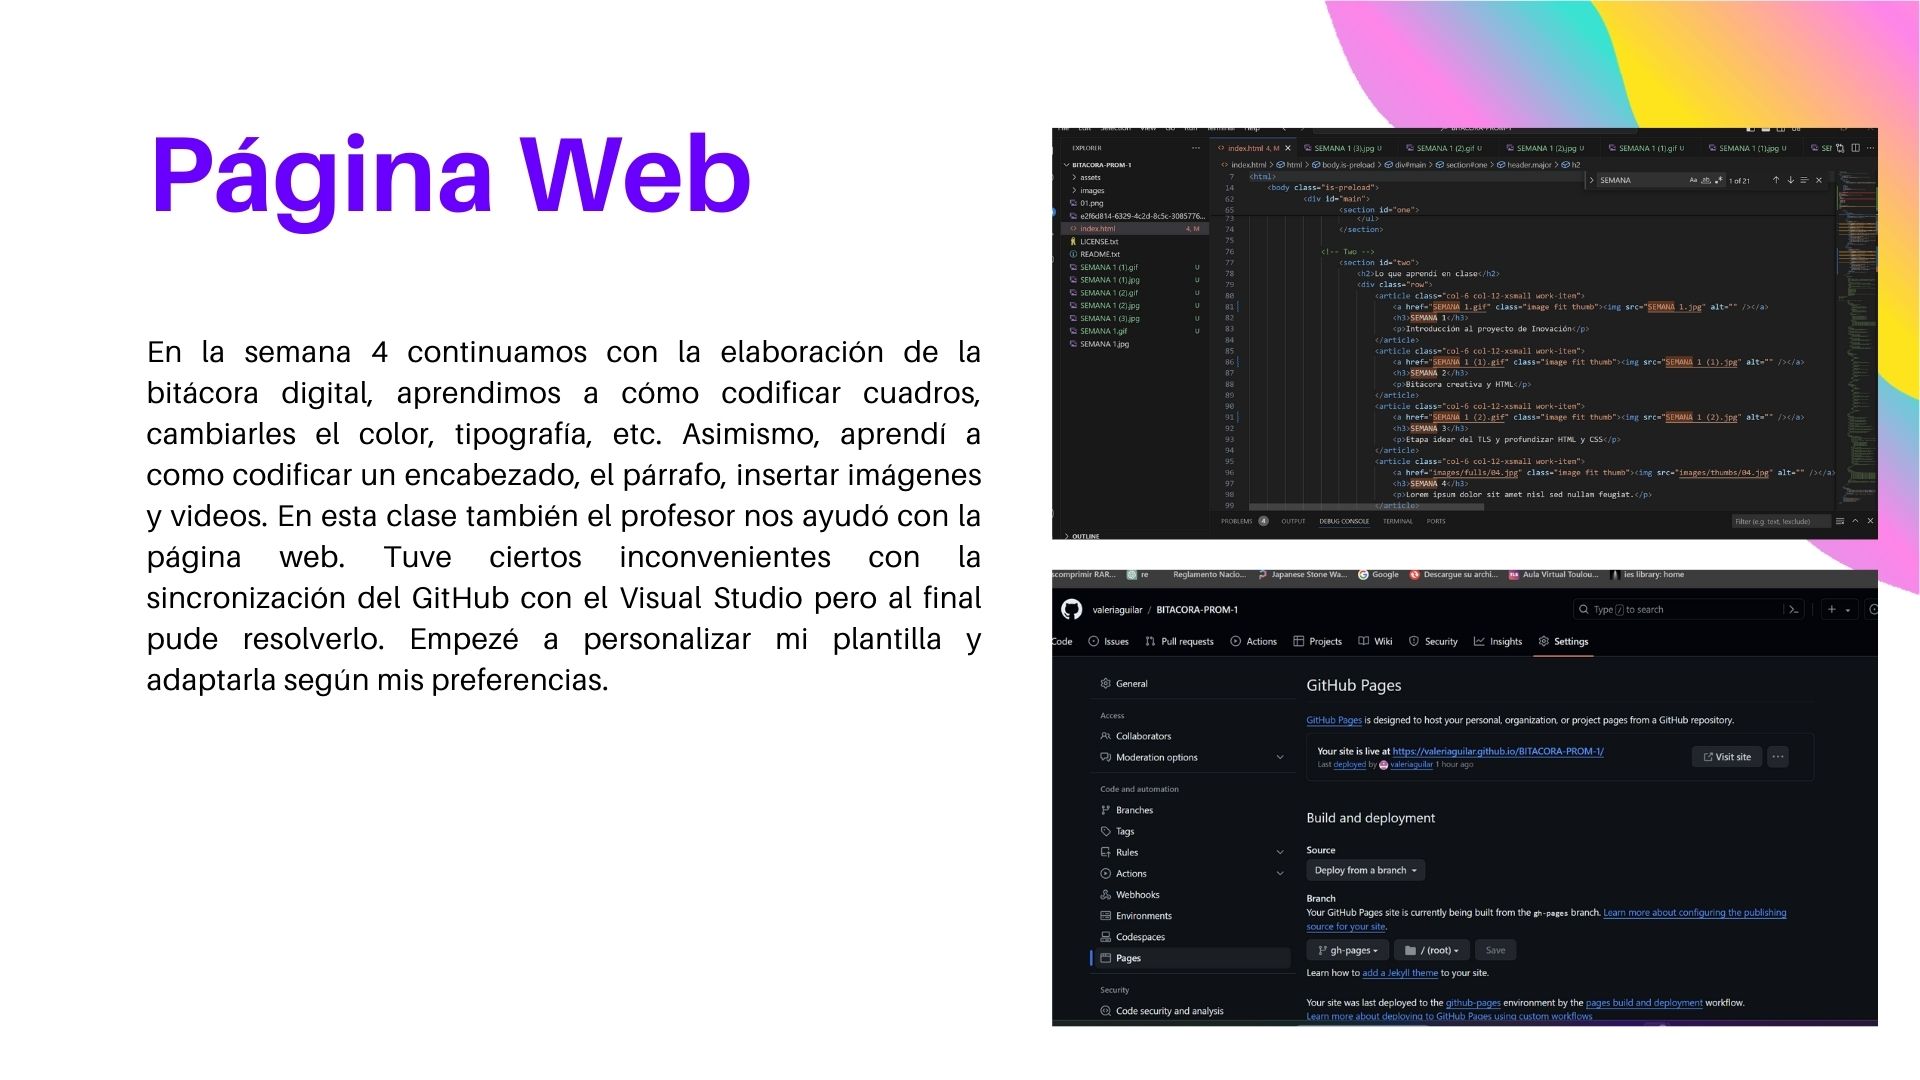 Página Web
En la semana 4 continuamos con la elaboración de la
bitácora digital, aprendimos a cómo codificar cuadros,
cambiarles el color, tipografía, etc. Asimismo, aprendí a
como codificar un encabezado, el párrafo, insertar imágenes
y videos. En esta clase también el profesor nos ayudó con la
página web. Tuve ciertos inconvenientes con la
sincronización del GitHub con el Visual Studio pero al final
pude resolverlo. Empezé a personalizar mi plantilla y
adaptarla según mis preferencias.
EXPLORER
BITACORA-PROM-1
assets
images
01.png
e2f6d814-6329-4c2d-8c5c-3085776...
index.html 4, M
LICENSE.txt
README.txt
SEMANA 1 (1).gif U
SEMANA 1 (1).jpg U
SEMANA 1 (2).gif U
SEMANA 1 (2).jpg U
SEMANA 1 (3).jpg U
SEMANA 1.gif U
SEMANA 1.jpg
OUTLINE
index.html 4, M SEMANA 1 (3).jpg U SEMANA 1 (2).gif U SEMANA 1 (2).jpg U SEMANA 1 (1).gif U SEMANA 1 (1).jpg U
index.html > html > body.is-preload > div#main > section#one > header.major > h2
SEMANA 1 of 21
7 <html>
14 <body class="is-preload">
62 <div id="main">
65 <section id="one">
73 </ul>
74 </section>
75
76 <!-- Two -->
77 <section id="two">
78 <h2>Lo que aprendí en clase</h2>
79 <div class="row">
80 <article class="col-6 col-12-xsmall work-item">
81 <a href="SEMANA 1.gif" class="image fit thumb"><img src="SEMANA 1.jpg" alt="" /></a>
82 <h3>SEMANA 1</h3>
83 <p>Introducción al proyecto de Inovación</p>
84 </article>
85 <article class="col-6 col-12-xsmall work-item">
86 <a href="SEMANA 1 (1).gif" class="image fit thumb"><img src="SEMANA 1 (1).jpg" alt="" /></a>
87 <h3>SEMANA 2</h3>
88 <p>Bitácora creativa y HTML</p>
89 </article>
90 <article class="col-6 col-12-xsmall work-item">
91 <a href="SEMANA 1 (2).gif" class="image fit thumb"><img src="SEMANA 1 (2).jpg" alt="" /></a>
92 <h3>SEMANA 3</h3>
93 <p>Etapa idear del TLS y profundizar HTML y CSS</p>
94 </article>
95 <article class="col-6 col-12-xsmall work-item">
96 <a href="images/fulls/04.jpg" class="image fit thumb"><img src="images/thumbs/04.jpg" alt="" /></a>
97 <h3>SEMANA 4</h3>
98 <p>Lorem ipsum dolor sit amet nisl sed nullam feugiat.</p>
99 </article>
PROBLEMS 4 OUTPUT DEBUG CONSOLE TERMINAL PORTS Filter (e.g. text, !exclude)
scomprimir RAR... re Reglamento Nacio... Japanese Stone Wa... Google Descargue su archi... Aula Virtual Toulou... ies library: home
valeriaguilar / BITACORA-PROM-1 Type / to search
Code Issues Pull requests Actions Projects Wiki Security Insights Settings
General
Access
Collaborators
Moderation options
Code and automation
Branches
Tags
Rules
Actions
Webhooks
Environments
Codespaces
Pages
Security
Code security and analysis
GitHub Pages
GitHub Pages is designed to host your personal, organization, or project pages from a GitHub repository.
Your site is live at https://valeriaguilar.github.io/BITACORA-PROM-1/
Last deployed by valeriaguilar 1 hour ago
Visit site
Build and deployment
Source
Deploy from a branch
Branch
Your GitHub Pages site is currently being built from the gh-pages branch. Learn more about configuring the publishing
source for your site.
gh-pages / (root) Save
Learn how to add a Jekyll theme to your site.
Your site was last deployed to the github-pages environment by the pages build and deployment workflow.
Learn more about deploying to GitHub Pages using custom workflows